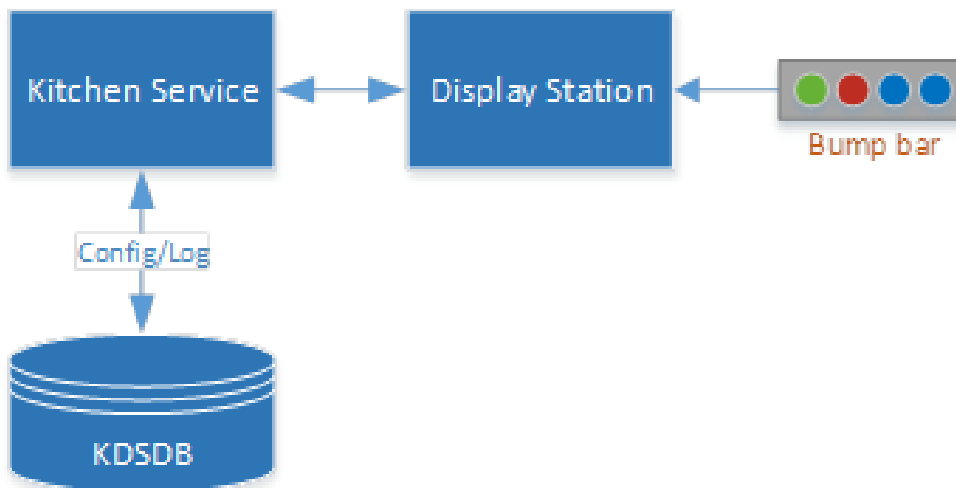 Kitchen Service
Display Station
Bump bar
Config/Log
KDSDB